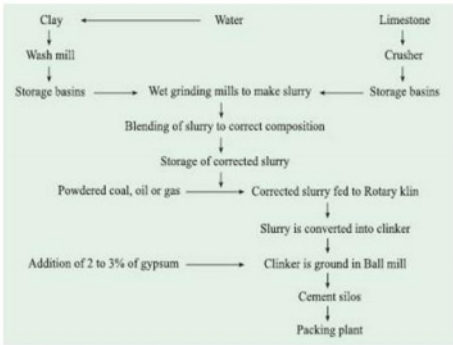 Clay Water Limestone
Wash mill Crusher
Storage basins Wet grinding mills to make slurry Storage basins
Blending of slurry to correct composition
Storage of corrected slurry
Powdered coal, oil or gas Corrected slurry fed to Rotary klin
Slurry is converted into clinker
Addition of 2 to 3% of gypsum Clinker is ground in Ball mill
Cement silos
Packing plant